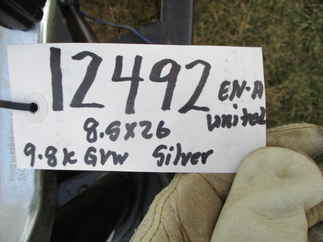 12492
EN-A
United
8.5x26
9.8k GVW Silver